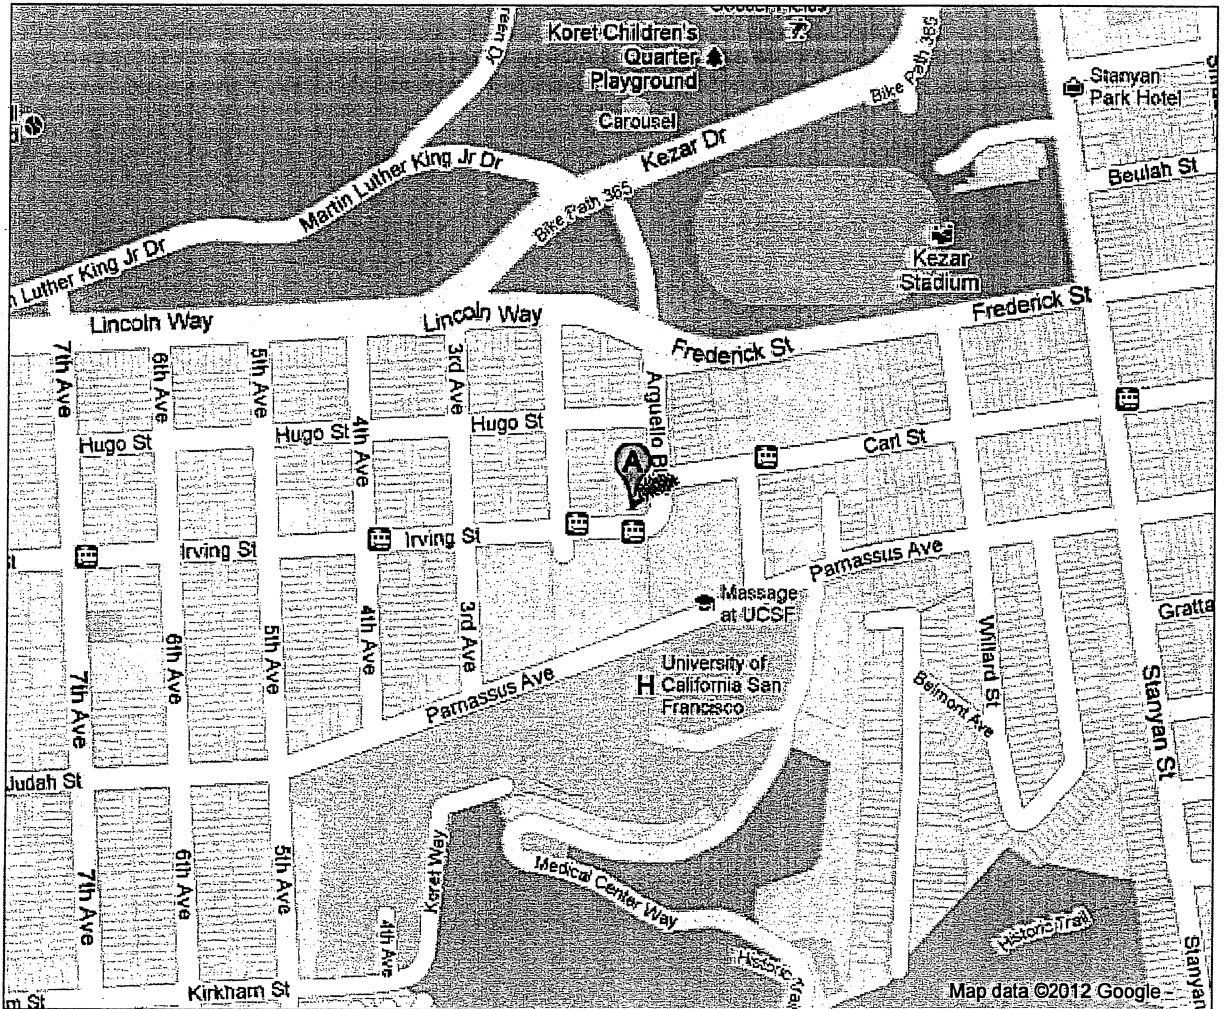 Koret Children's
Quarter
Playground
Carousel
Bike Path 365
Stanyan
Park Hotel
Kezar Dr
Martin Luther King Jr Dr
Beulah St
Bike Path 365
Luther King Jr Dr
Kezar
Stadium
Lincoln Way
Lincoln Way
Frederick St
Frederick St
7th Ave
6th Ave
5th Ave
3rd Ave
Arguello Bl
Hugo St
Hugo St
Hugo St
4th Ave
Carl St
A
Irving St
Irving St
Parnassus Ave
Massage
at UCSF
Gratta
7th Ave
6th Ave
5th Ave
4th Ave
3rd Ave
Willard St
Stanyan St
University of
H California San
Francisco
Parnassus Ave
Belmont Ave
Judah St
7th Ave
6th Ave
5th Ave
Koret Way
Medical Center Way
4th Ave
Historic Trail
Historic Trail
Stanyan
Kirkham St
m St
Map data ©2012 Google